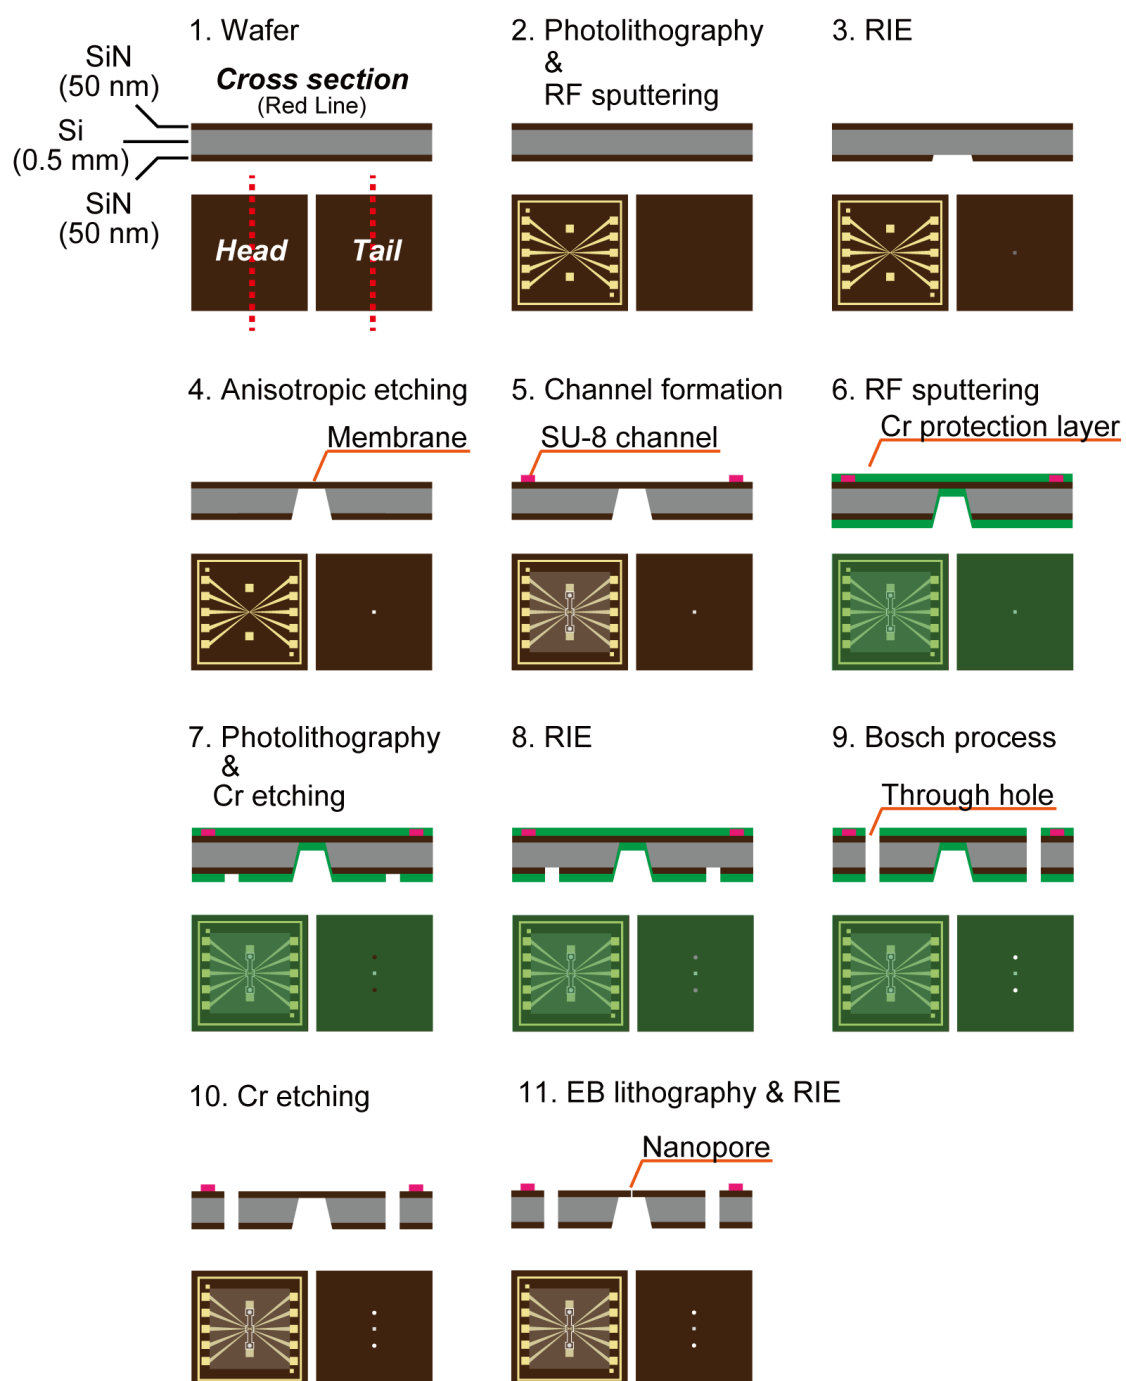 1. Wafer
SiN
(50 nm)
Cross section
(Red Line)
Si
(0.5 mm)
SiN
(50 nm)
Head
Tail
2. Photolithography
&
RF sputtering
3. RIE
4. Anisotropic etching
Membrane
5. Channel formation
SU-8 channel
6. RF sputtering
Cr protection layer
7. Photolithography
&
Cr etching
8. RIE
9. Bosch process
Through hole
10. Cr etching
11. EB lithography & RIE
Nanopore